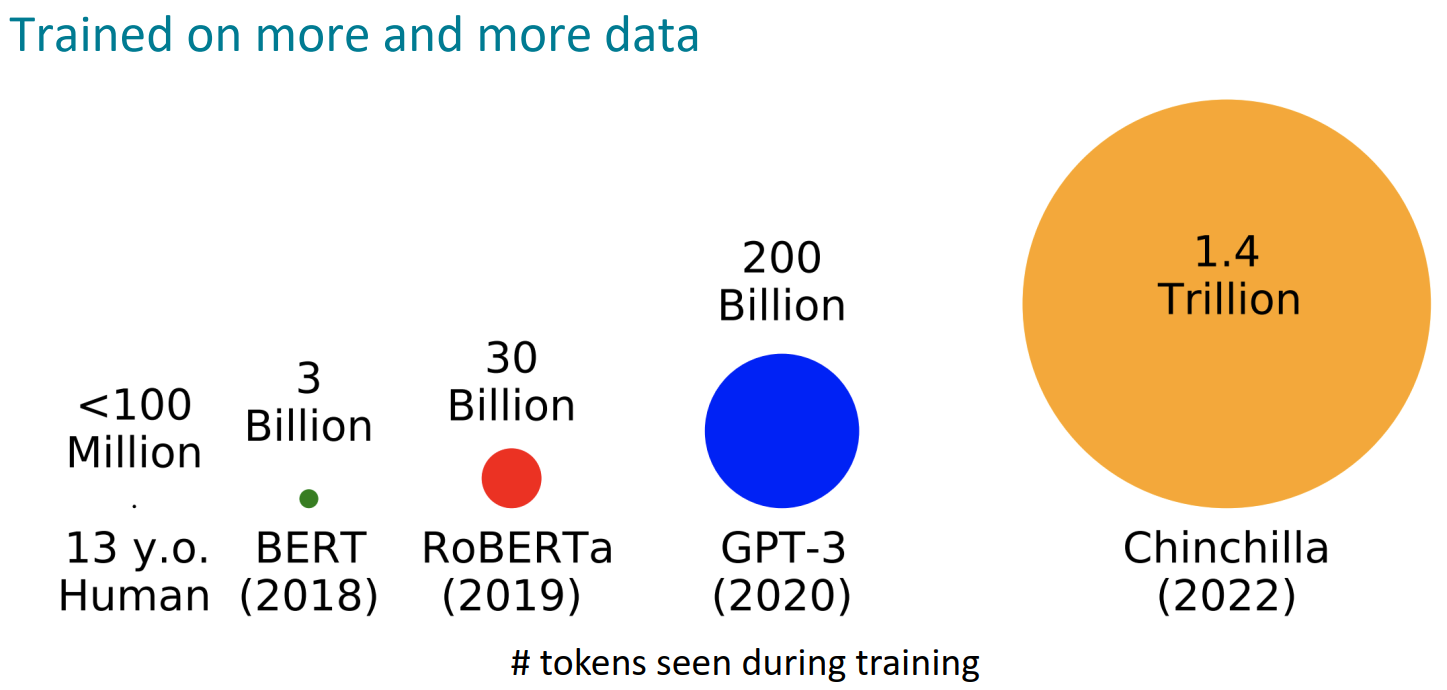 Trained on more and more data
<100
Million
13 y.o.
Human
3
Billion
BERT
(2018)
30
Billion
RoBERTa
(2019)
200
Billion
GPT-3
(2020)
1.4
Trillion
Chinchilla
(2022)
# tokens seen during training